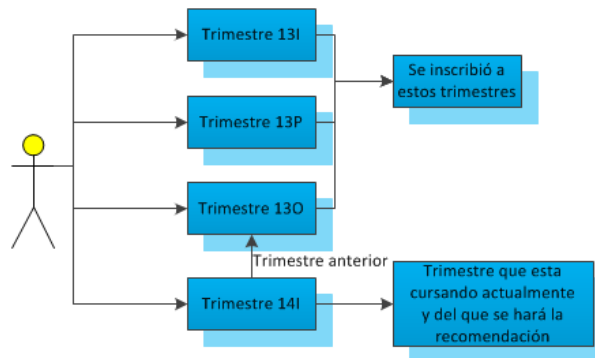 Trimestre 13I
Se inscribió a
estos trimestres
Trimestre 13P
Trimestre 13O
Trimestre anterior
Trimestre 14I
Trimestre que esta
cursando actualmente
y del que se hará la
recomendación